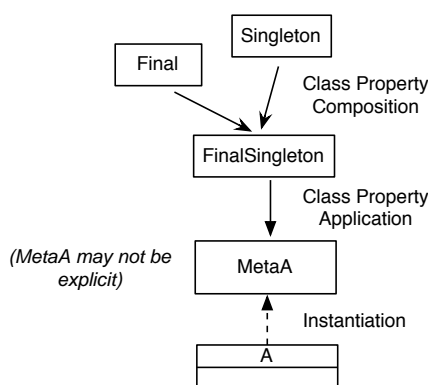 Singleton
Final
Class Property
Composition
FinalSingleton
Class Property
Application
(MetaA may not be
explicit)
MetaA
Instantiation
A